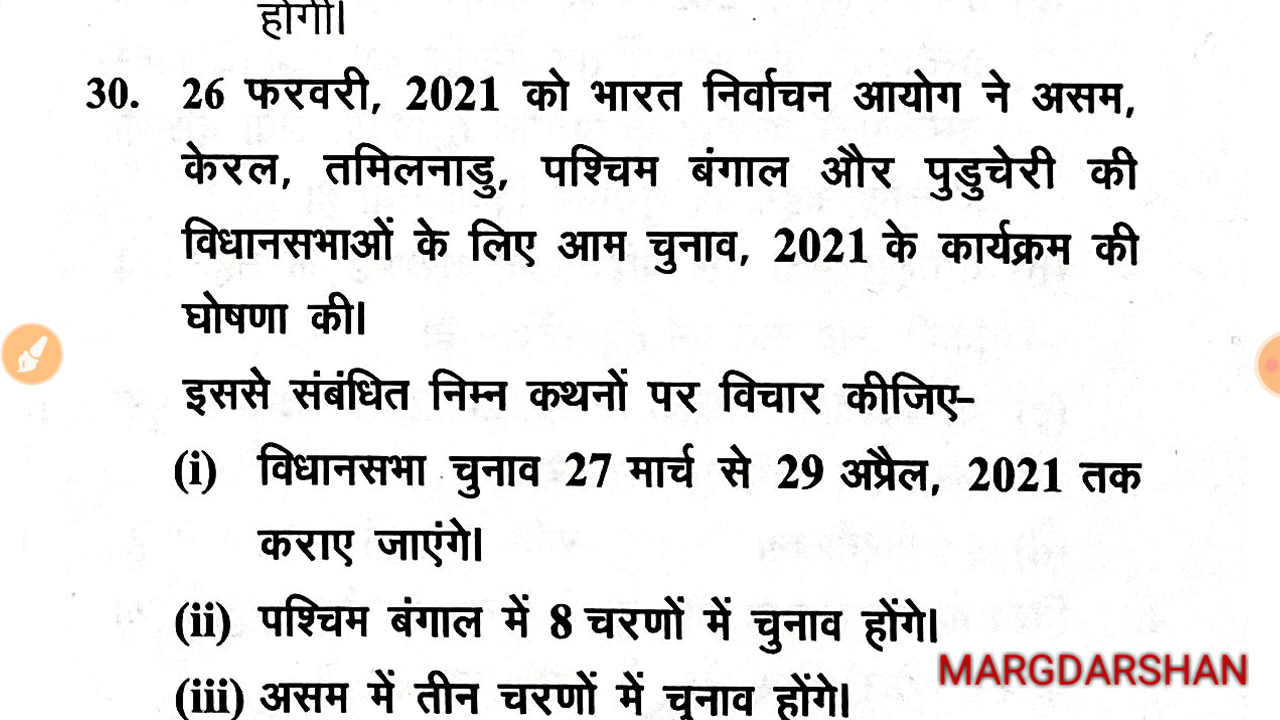 होगी।
30. 26 फरवरी, 2021 को भारत निर्वाचन आयोग ने असम,
केरल, तमिलनाडु, पश्चिम बंगाल और पुडुचेरी की
विधानसभाओं के लिए आम चुनाव, 2021 के कार्यक्रम की
घोषणा की।
इससे संबंधित निम्न कथनों पर विचार कीजिए-
(i) विधानसभा चुनाव 27 मार्च से 29 अप्रैल, 2021 तक
कराए जाएंगे।
(ii) पश्चिम बंगाल में 8 चरणों में चुनाव होंगे।
(iii) असम में तीन चरणों में चुनाव होंगे।
MARGDARSHAN